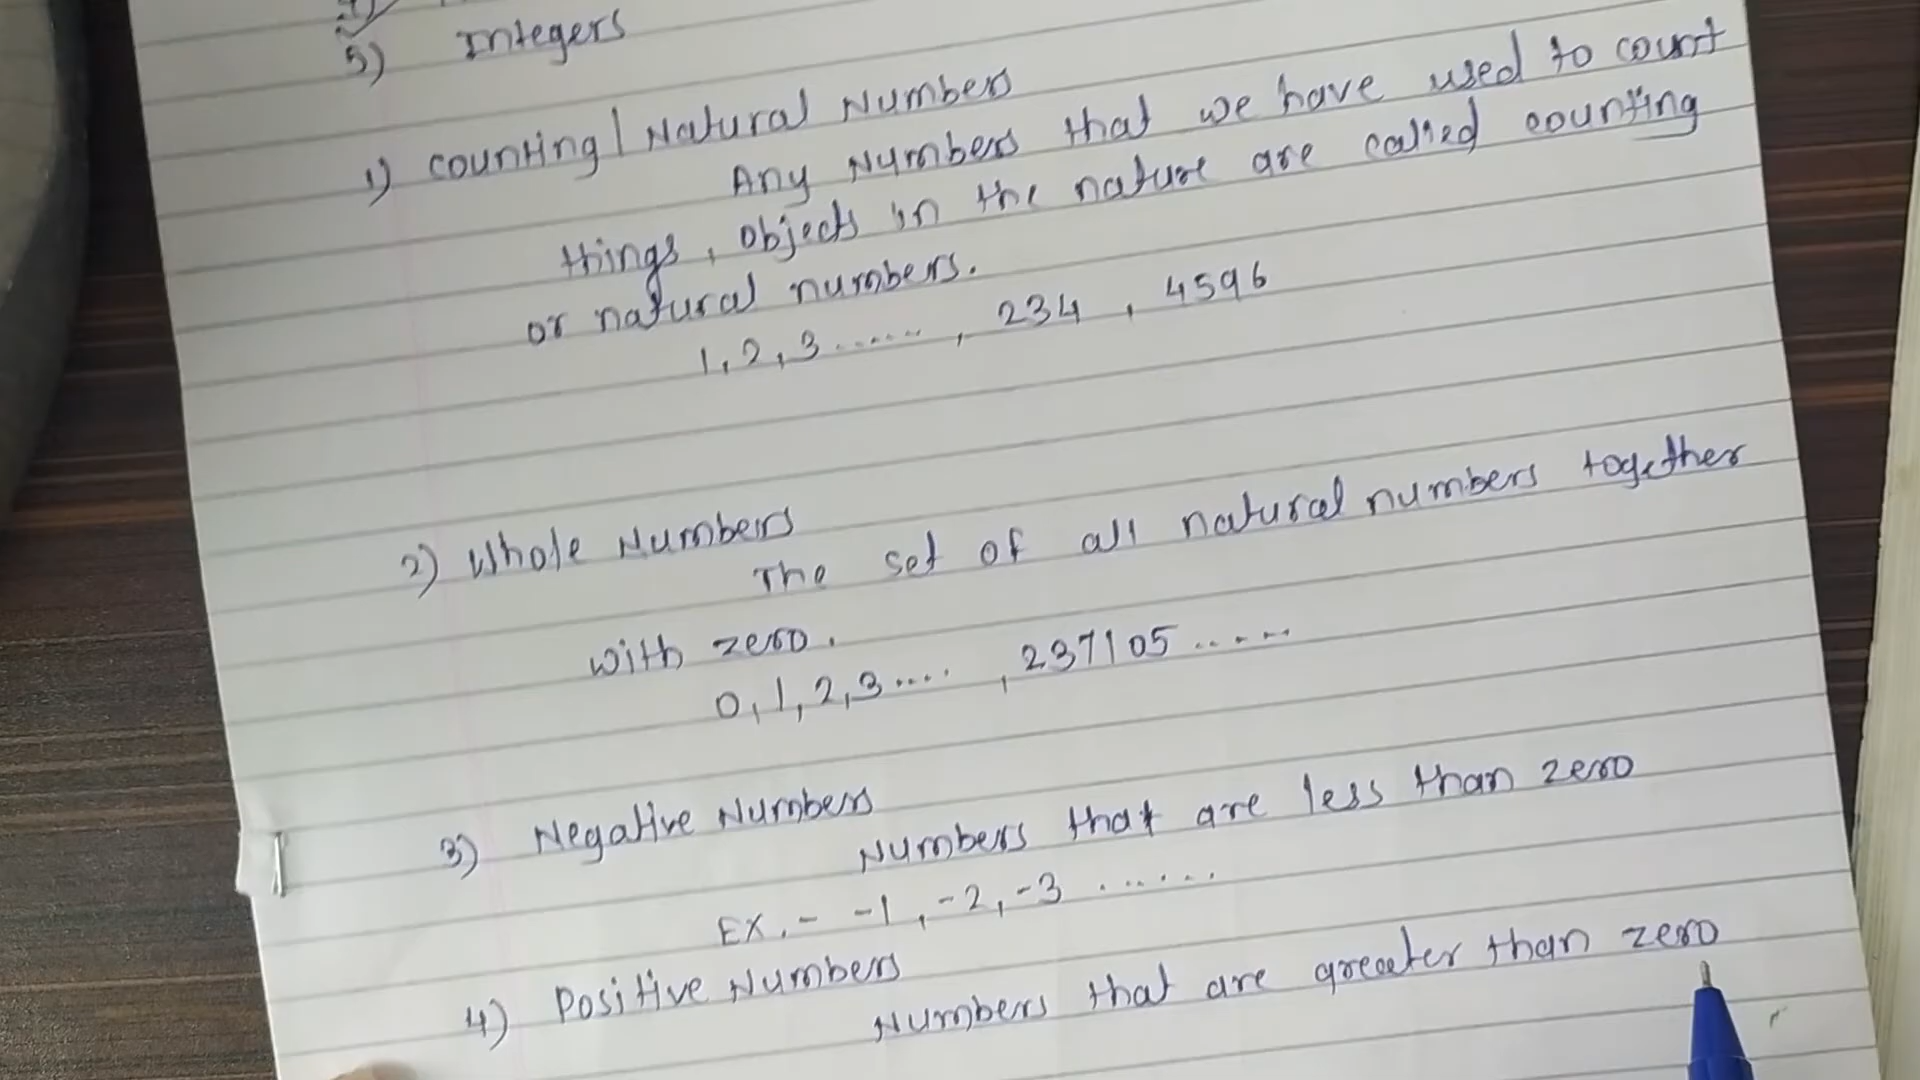 5) Integers
1) Counting | Natural Numbers
Any Numbers that we have used to count
things, objects in the nature are called counting
or natural numbers.
1, 2, 3 ......, 234, 4596
2) Whole Numbers
The set of all natural numbers together
with zero.
0, 1, 2, 3...., 237105 .....
3) Negative Numbers
Numbers that are less than zero
Ex. - -1, -2, -3 ......
4) Positive Numbers
Numbers that are greater than zero